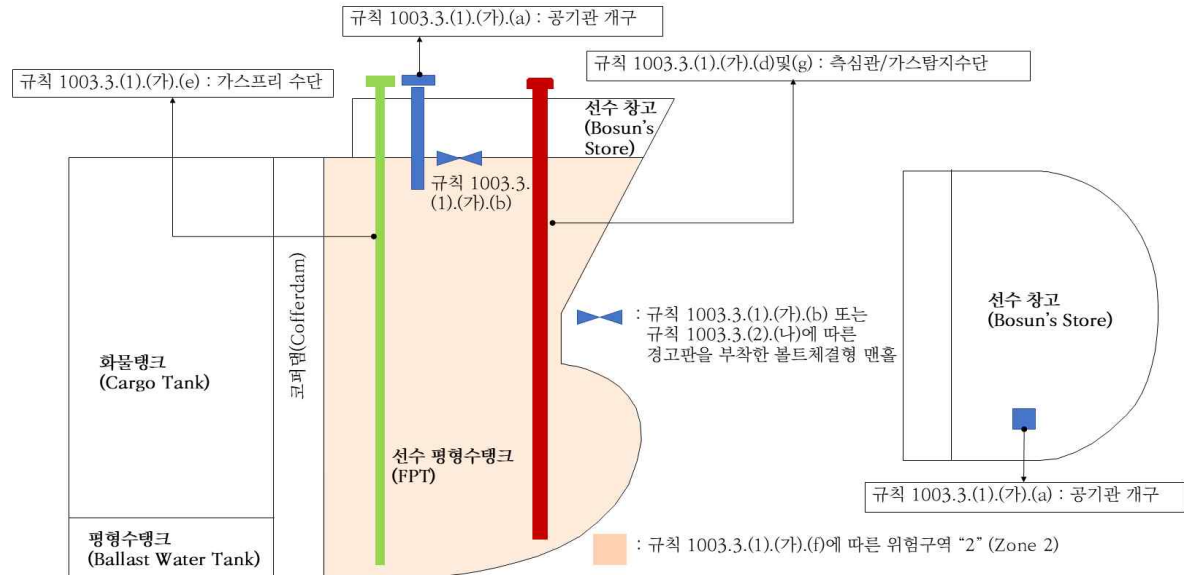 규칙 1003.3.(1).(가).(a) : 공기관 개구
규칙 1003.3.(1).(가).(e) : 가스프리 수단
규칙 1003.3.(1).(가).(d)및(g) : 측심관/가스탐지수단
선수 창고
(Bosun's
Store)
규칙 1003.3.
(1).(가).(b)
코퍼댐(Cofferdam)
화물탱크
(Cargo Tank)
선수 평형수탱크
(FPT)
평형수탱크
(Ballast Water Tank)
: 규칙 1003.3.(1).(가).(b) 또는
규칙 1003.3.(2).(나)에 따른
경고판을 부착한 볼트체결형 맨홀
선수 창고
(Bosun's Store)
규칙 1003.3.(1).(가).(a) : 공기관 개구
: 규칙 1003.3.(1).(가).(f)에 따른 위험구역 “2” (Zone 2)